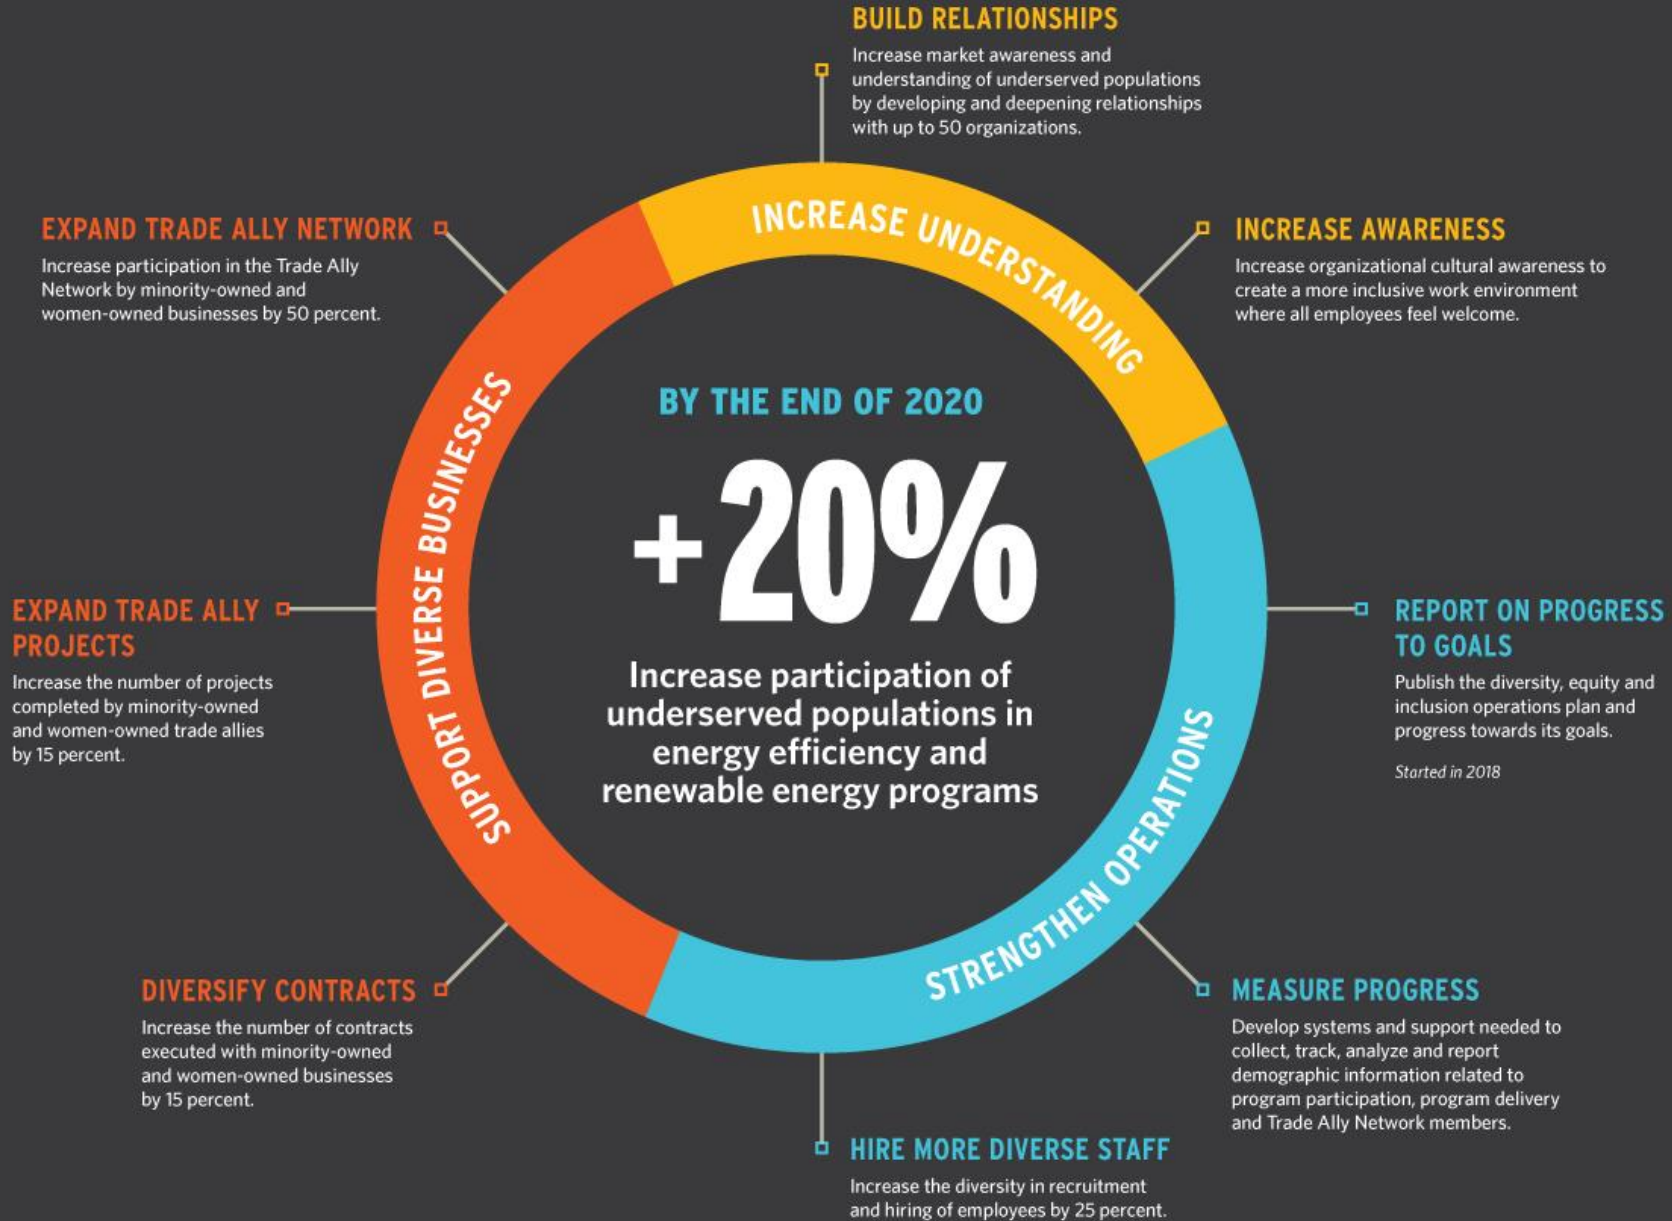 BUILD RELATIONSHIPS
Increase market awareness and
understanding of underserved populations
by developing and deepening relationships
with up to 50 organizations.
INCREASE AWARENESS
Increase organizational cultural awareness to
create a more inclusive work environment
where all employees feel welcome.
REPORT ON PROGRESS
TO GOALS
Publish the diversity, equity and
inclusion operations plan and
progress towards its goals.
Started in 2018
MEASURE PROGRESS
Develop systems and support needed to
collect, track, analyze and report
demographic information related to
program participation, program delivery
and Trade Ally Network members.
HIRE MORE DIVERSE STAFF
Increase the diversity in recruitment
and hiring of employees by 25 percent.
DIVERSIFY CONTRACTS
Increase the number of contracts
executed with minority-owned
and women-owned businesses
by 15 percent.
EXPAND TRADE ALLY
PROJECTS
Increase the number of projects
completed by minority-owned
and women-owned trade allies
by 15 percent.
EXPAND TRADE ALLY NETWORK
Increase participation in the Trade Ally
Network by minority-owned and
women-owned businesses by 50 percent.
INCREASE UNDERSTANDING
STRENGTHEN OPERATIONS
SUPPORT DIVERSE BUSINESSES
BY THE END OF 2020
+20%
Increase participation of
underserved populations in
energy efficiency and
renewable energy programs